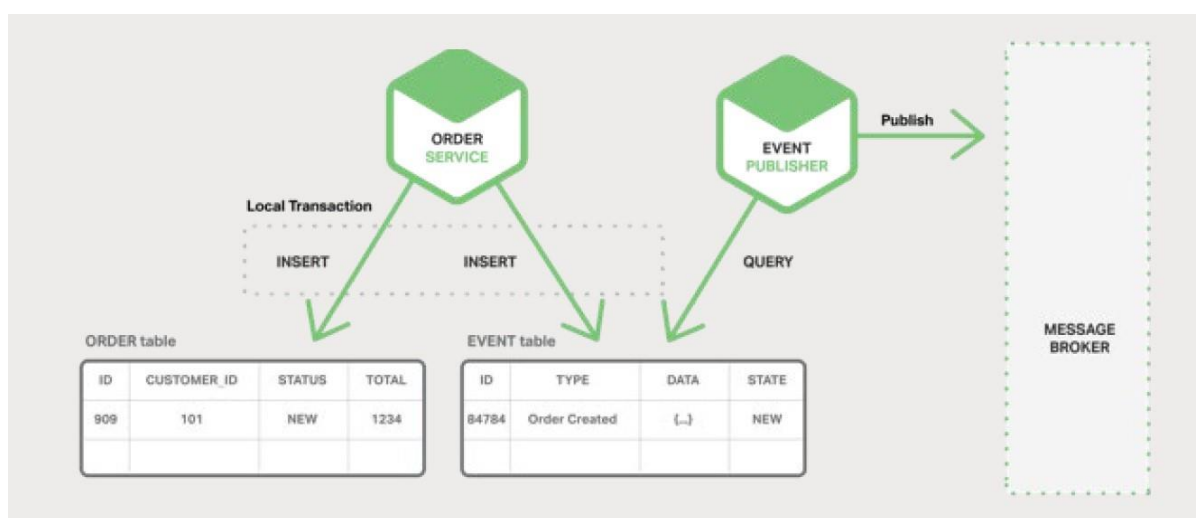 ORDER
SERVICE
EVENT
PUBLISHER
Publish
Local Transaction
INSERT
INSERT
QUERY
MESSAGE
BROKER
ORDER table
ID CUSTOMER_ID STATUS TOTAL
909 101 NEW 1234
EVENT table
ID TYPE DATA STATE
84784 Order Created {...} NEW